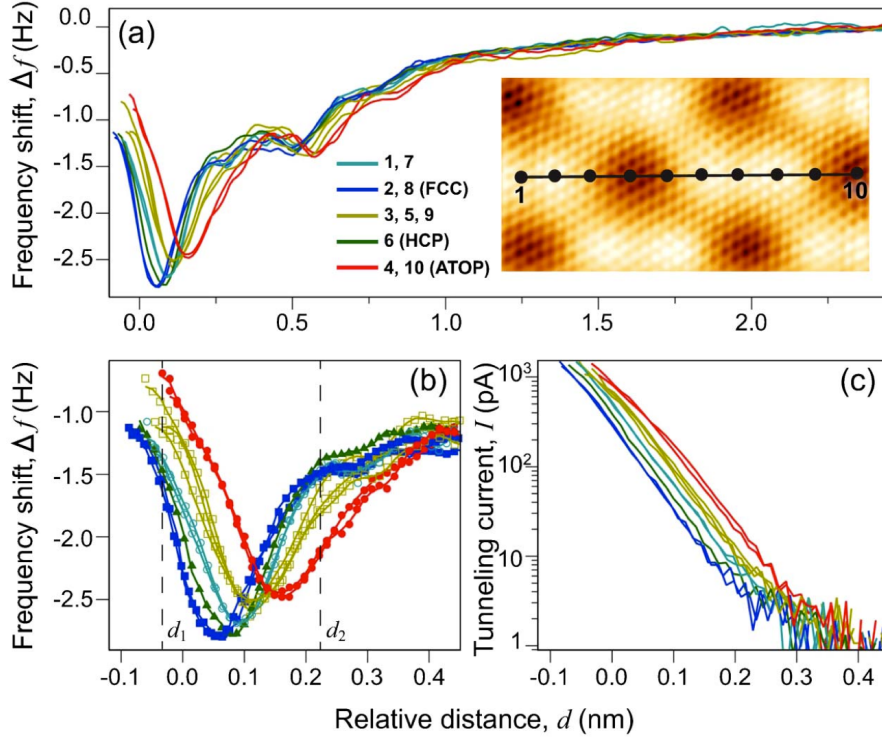 (a)
Frequency shift, Δf (Hz)
0.0
-0.5
-1.0
-1.5
-2.0
-2.5
1, 7
2, 8 (FCC)
3, 5, 9
6 (HCP)
4, 10 (ATOP)
1
10
0.0 0.5 1.0 1.5 2.0
(b)
Frequency shift, Δf (Hz)
-1.0
-1.5
-2.0
-2.5
d1
d2
-0.1 0.0 0.1 0.2 0.3 0.4
(c)
Tunneling current, I (pA)
10³
10²
10
1
-0.1 0.0 0.1 0.2 0.3 0.4
Relative distance, d (nm)